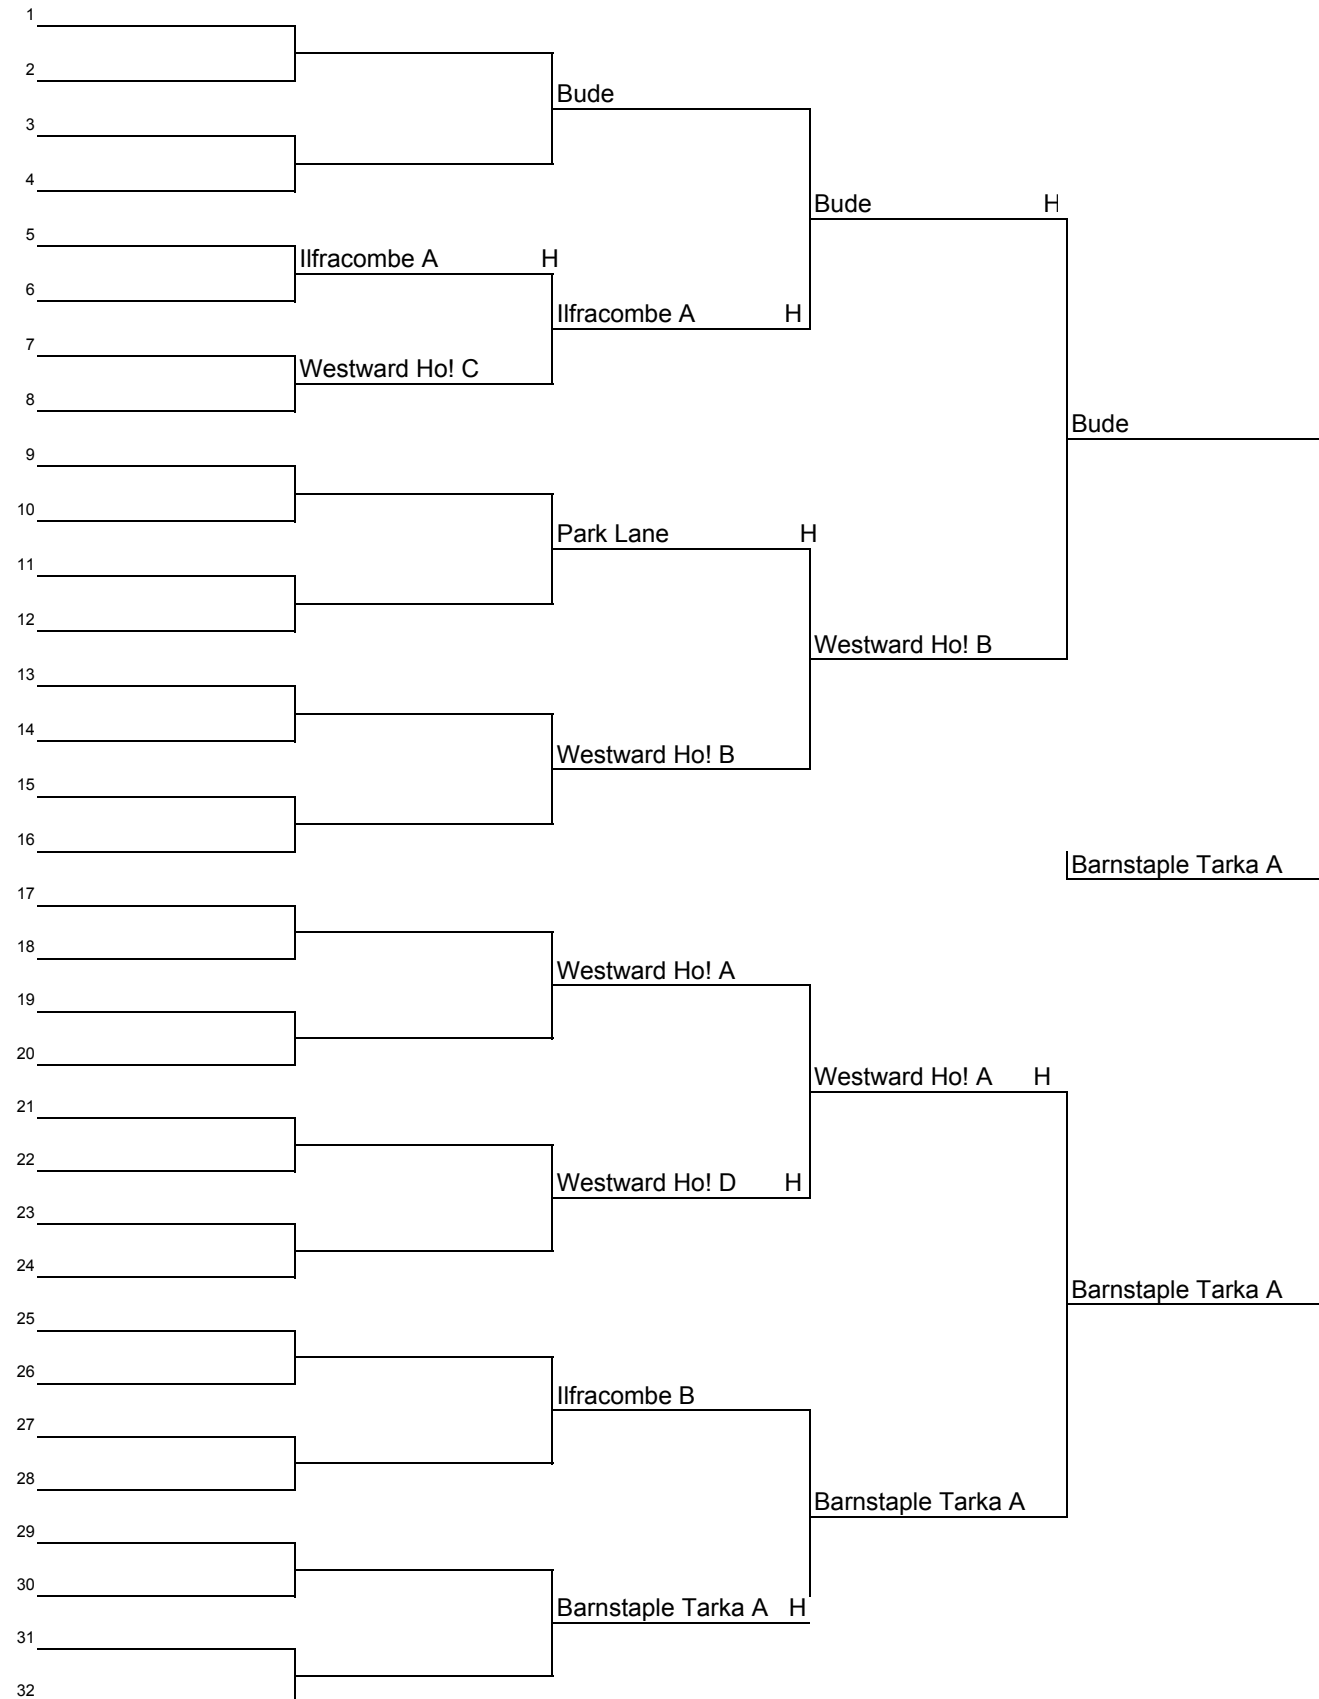 1
2
Bude
3
4
Bude H
5
Ilfracombe A H
6
Ilfracombe A H
7
Westward Ho! C
8
Bude
9
10
Park Lane H
11
12
Westward Ho! B
13
14
Westward Ho! B
15
16
Barnstaple Tarka A
17
18
Westward Ho! A
19
20
Westward Ho! A H
21
22
Westward Ho! D H
23
24
Barnstaple Tarka A
25
26
Ilfracombe B
27
28
Barnstaple Tarka A
29
30
Barnstaple Tarka A H
31
32